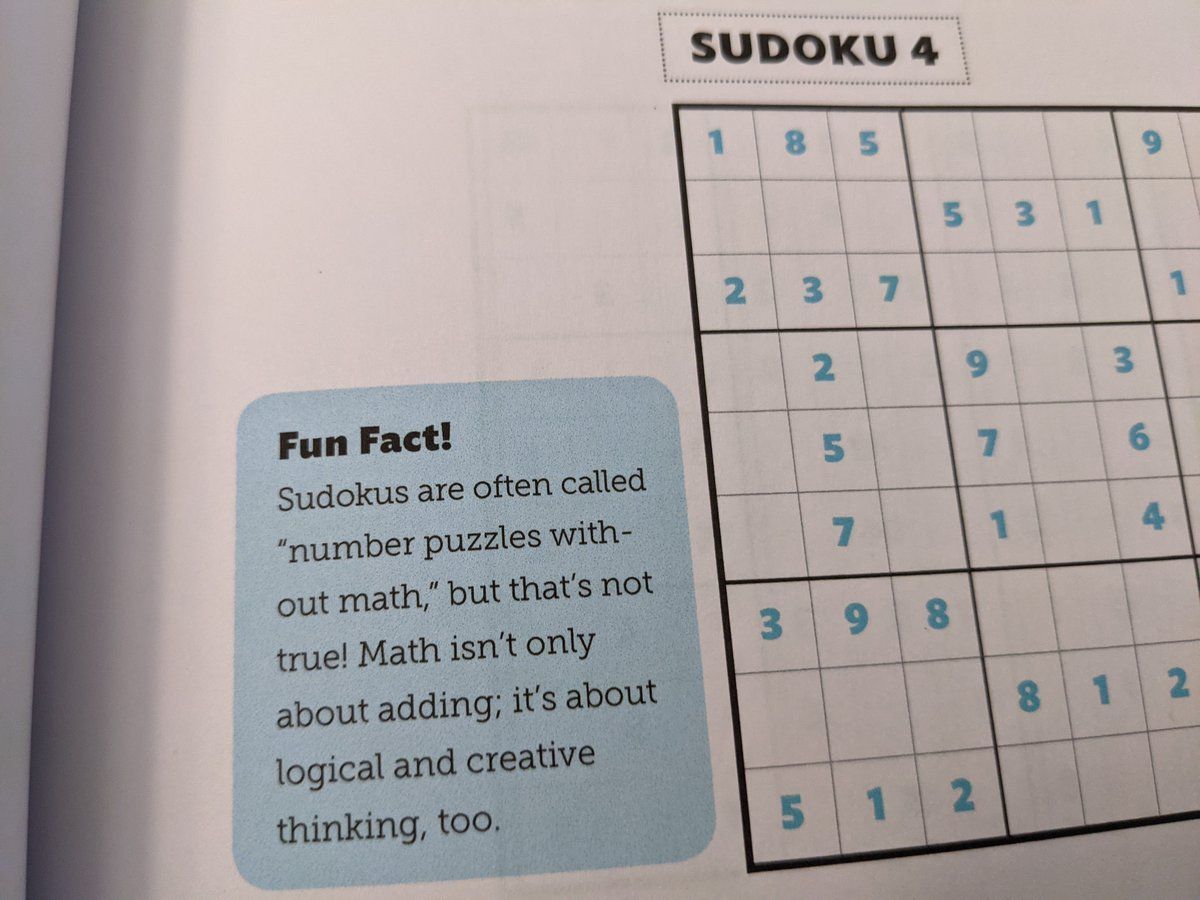 SUDOKU 4
1 8 5 9
5 3 1
2 3 7 1
2 9 3
5 7 6
7 1 4
3 9 8
8 1 2
5 1 2
Fun Fact!
Sudokus are often called
“number puzzles with-
out math,” but that’s not
true! Math isn’t only
about adding; it’s about
logical and creative
thinking, too.